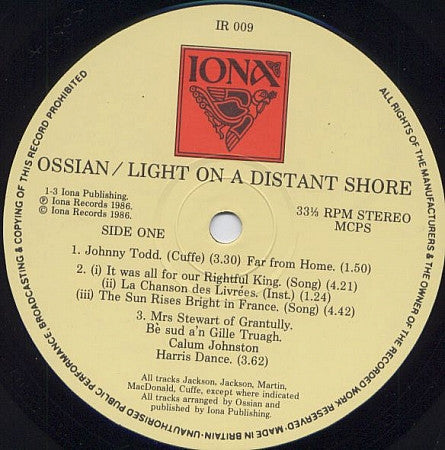 IR 009
IONA
OSSIAN / LIGHT ON A DISTANT SHORE
1-3 Iona Publishing.
Ⓟ Iona Records 1986.
© Iona Records 1986.
33⅓ RPM STEREO
MCPS
SIDE ONE
1. Johnny Todd. (Cuffe) (3.30) Far from Home. (1.50)
2. (i) It was all for our Rightful King. (Song) (4.21)
(ii) La Chanson des Livrées. (Inst.) (1.24)
(iii) The Sun Rises Bright in France. (Song) (4.42)
3. Mrs Stewart of Grantully.
Bè sud a'n Gille Truagh.
Calum Johnston
Harris Dance. (3.62)
All tracks Jackson, Jackson, Martin,
MacDonald, Cuffe, except where indicated
All tracks arranged by Ossian and
published by Iona Publishing.
ALL RIGHTS OF THE MANUFACTURERS & THE OWNER OF THE RECORDED WORK RESERVED·MADE IN BRITAIN·UNAUTHORISED PUBLIC PERFORMANCE BROADCASTING & COPYING OF THIS RECORD PROHIBITED